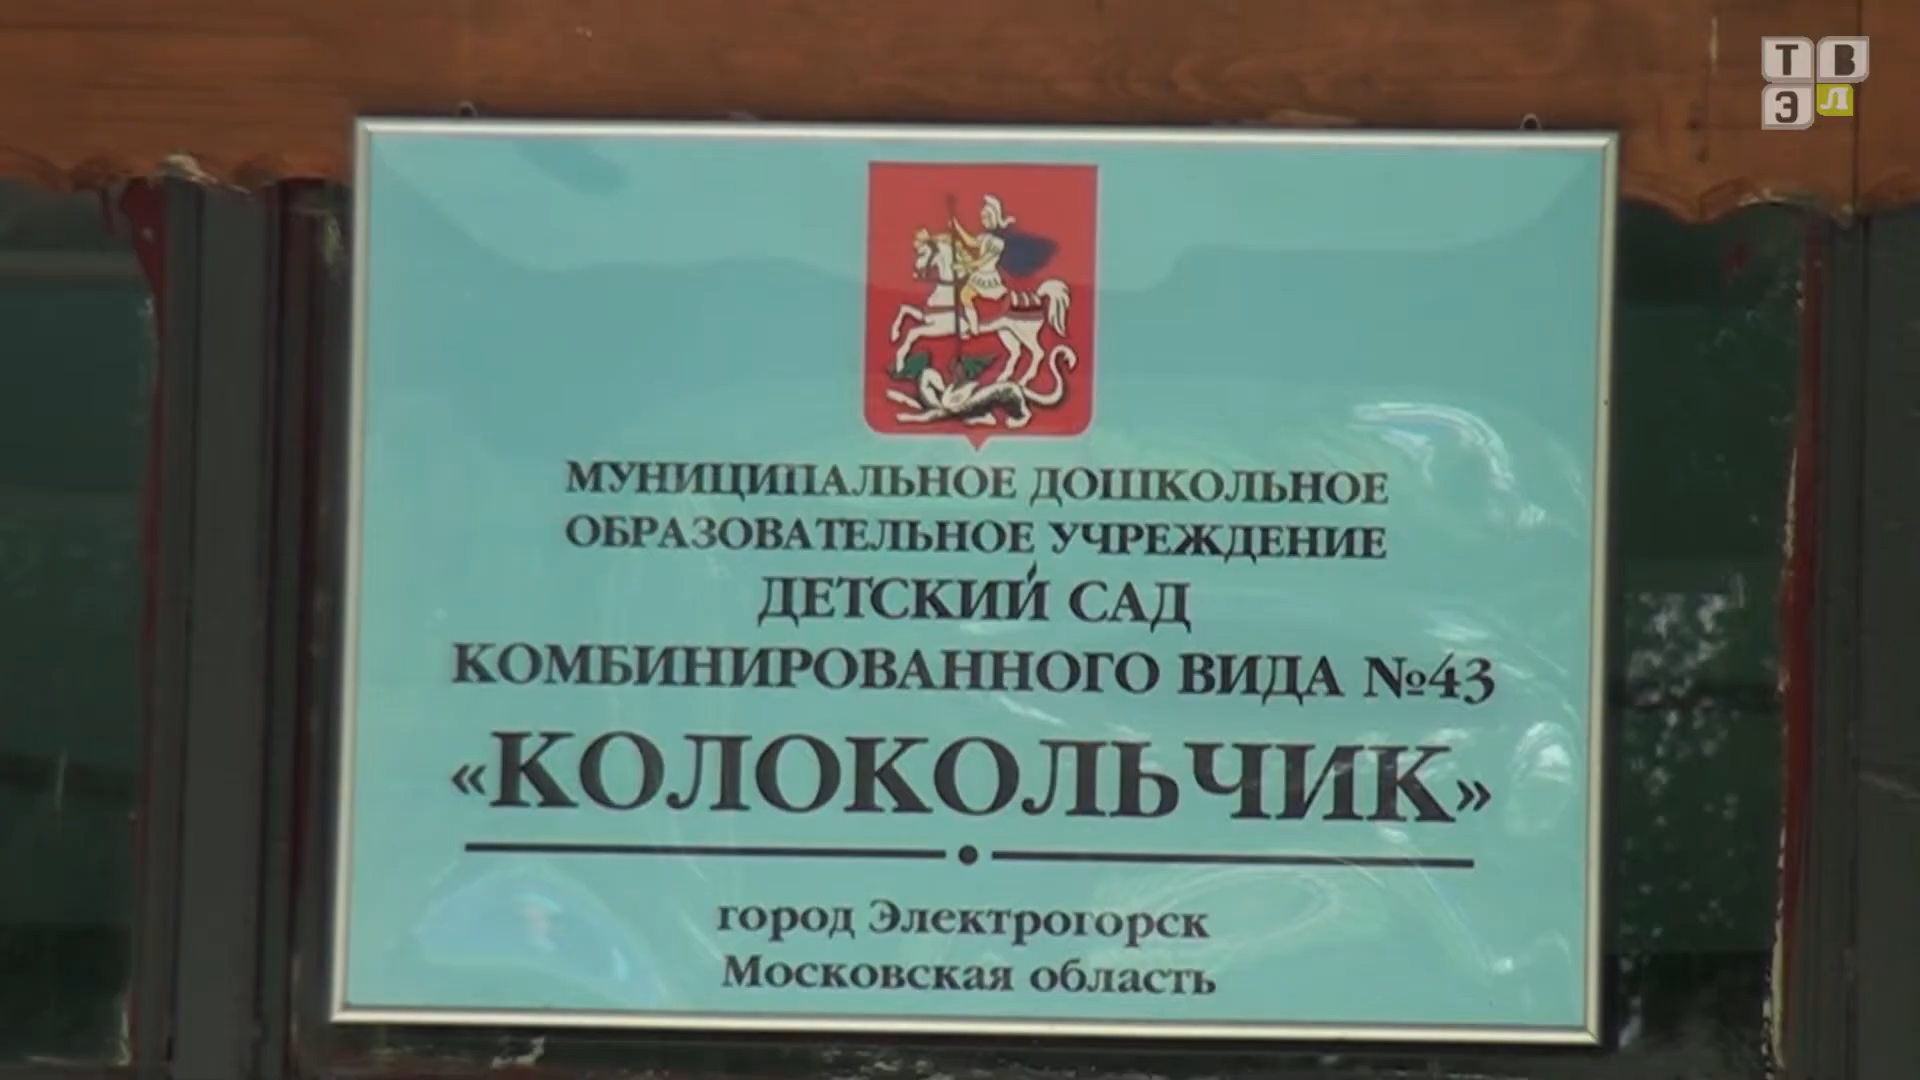 ТВ
ЭЛ
МУНИЦИПАЛЬНОЕ ДОШКОЛЬНОЕ
ОБРАЗОВАТЕЛЬНОЕ УЧРЕЖДЕНИЕ
ДЕТСКИЙ САД
КОМБИНИРОВАННОГО ВИДА №43
«КОЛОКОЛЬЧИК»
город Электрогорск
Московская область